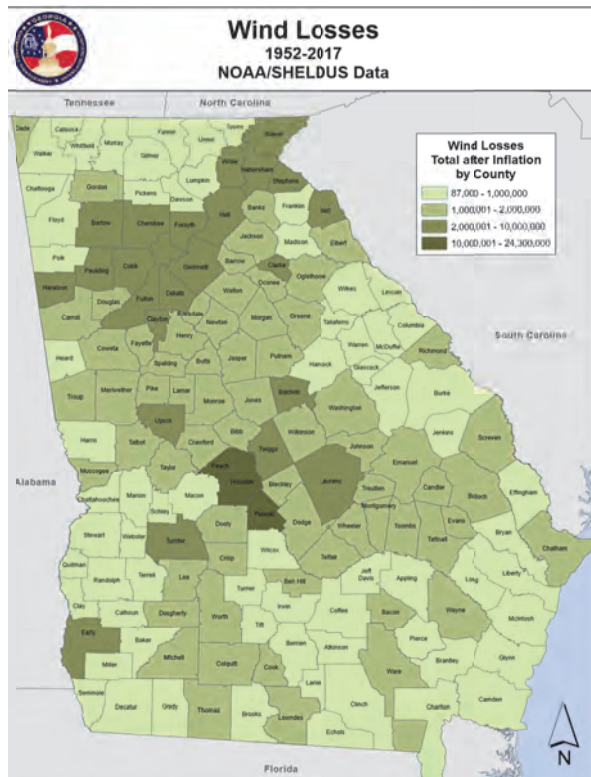 Wind Losses
1952-2017
NOAA/SHELDUS Data
GEORGIA
Tennessee
North Carolina
Wind Losses
Total after Inflation
by County
87,000 - 1,000,000
1,000,001 - 2,000,000
2,000,001 - 10,000,000
10,000,001 - 24,300,000
Dade
Catoosa
Whitfield
Murray
Fannin
Union
Towns
Rabun
Walker
Gilmer
White
Habersham
Stephens
Chattooga
Gordon
Pickens
Lumpkin
Dawson
Floyd
Bartow
Cherokee
Forsyth
Hall
Banks
Franklin
Hart
Jackson
Madison
Elbert
Polk
Paulding
Cobb
Gwinnett
Barrow
Clarke
Oconee
Oglethorpe
Wilkes
Lincoln
Haralson
Douglas
Fulton
Dekalb
Rockdale
Walton
Morgan
Greene
Taliaferro
Columbia
McDuffie
Warren
Carroll
Clayton
Henry
Newton
Fayette
Coweta
Spalding
Butts
Jasper
Putnam
Hancock
Glascock
Richmond
South Carolina
Heard
Troup
Meriwether
Pike
Lamar
Monroe
Jones
Baldwin
Washington
Jefferson
Burke
Harris
Upson
Talbot
Crawford
Bibb
Wilkinson
Twiggs
Johnson
Jenkins
Screven
Muscogee
Taylor
Peach
Houston
Bleckley
Laurens
Emanuel
Treutlen
Candler
Bulloch
Effingham
Alabama
Chattahoochee
Marion
Macon
Schley
Pulaski
Dodge
Montgomery
Wheeler
Toombs
Evans
Tattnall
Bryan
Chatham
Stewart
Webster
Sumter
Dooly
Wilcox
Crisp
Telfair
Quitman
Randolph
Terrell
Lee
Turner
Ben Hill
Jeff
Davis
Appling
Long
Liberty
Clay
Calhoun
Dougherty
Worth
Tift
Irwin
Coffee
Bacon
Wayne
McIntosh
Early
Baker
Mitchell
Colquitt
Cook
Berrien
Atkinson
Pierce
Brantley
Glynn
Miller
Lanier
Ware
Seminole
Decatur
Grady
Thomas
Brooks
Lowndes
Clinch
Echols
Charlton
Camden
Florida
N